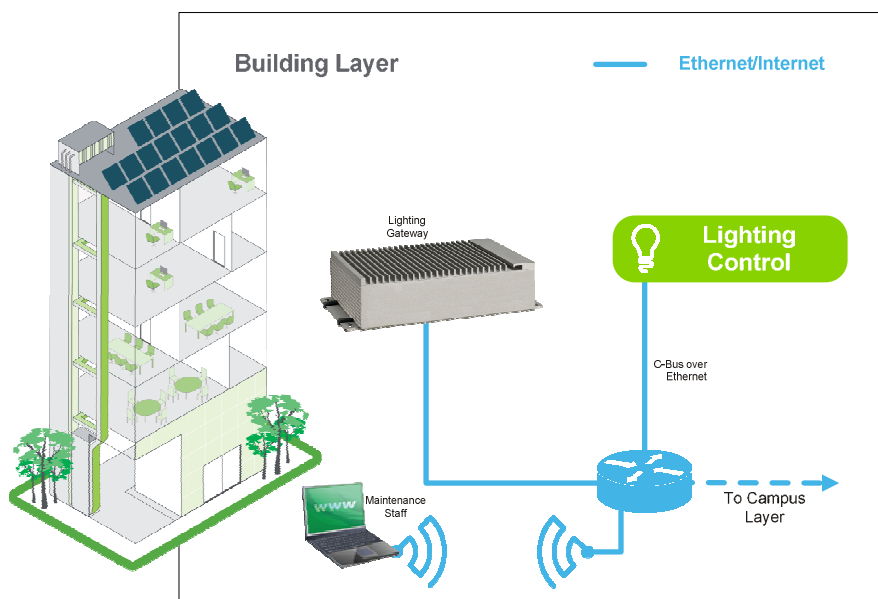 Building Layer
Ethernet/Internet
Lighting
Gateway
Lighting
Control
C-Bus over
Ethernet
www
Maintenance
Staff
To Campus
Layer